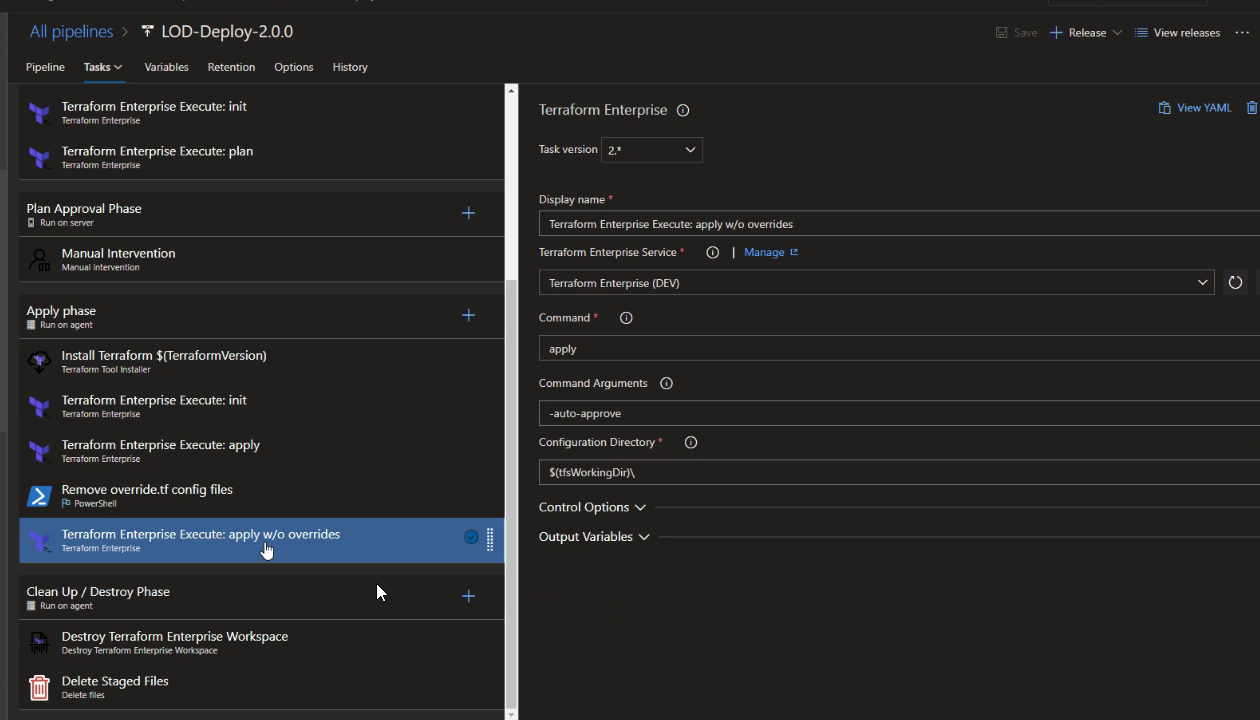 All pipelines > LOD-Deploy-2.0.0
Save
Release
View releases
Pipeline Tasks Variables Retention Options History
Terraform Enterprise Execute: init
Terraform Enterprise
Terraform Enterprise Execute: plan
Terraform Enterprise
Plan Approval Phase
Run on server
Manual Intervention
Manual intervention
Apply phase
Run on agent
Install Terraform $(TerraformVersion)
Terraform Tool Installer
Terraform Enterprise Execute: init
Terraform Enterprise
Terraform Enterprise Execute: apply
Terraform Enterprise
Remove override.tf config files
PowerShell
Terraform Enterprise Execute: apply w/o overrides
Terraform Enterprise
Clean Up / Destroy Phase
Run on agent
Destroy Terraform Enterprise Workspace
Destroy Terraform Enterprise Workspace
Delete Staged Files
Delete files
Terraform Enterprise
View YAML
Task version 2.*
Display name *
Terraform Enterprise Execute: apply w/o overrides
Terraform Enterprise Service * | Manage
Terraform Enterprise (DEV)
Command *
apply
Command Arguments
-auto-approve
Configuration Directory *
$(tfsWorkingDir)\
Control Options
Output Variables